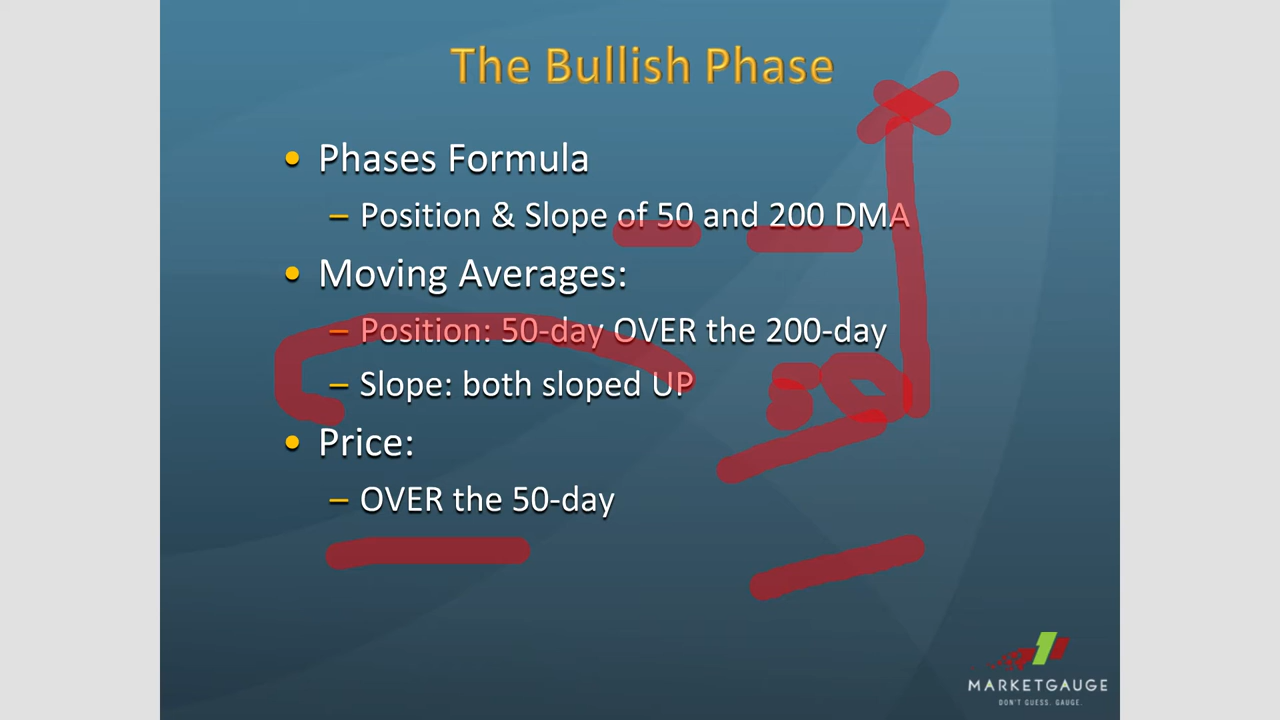 The Bullish Phase
• Phases Formula
– Position & Slope of 50 and 200 DMA
• Moving Averages:
– Position: 50-day OVER the 200-day
– Slope: both sloped UP
50
• Price:
– OVER the 50-day
MARKETGAUGE
DON'T GUESS. GAUGE.